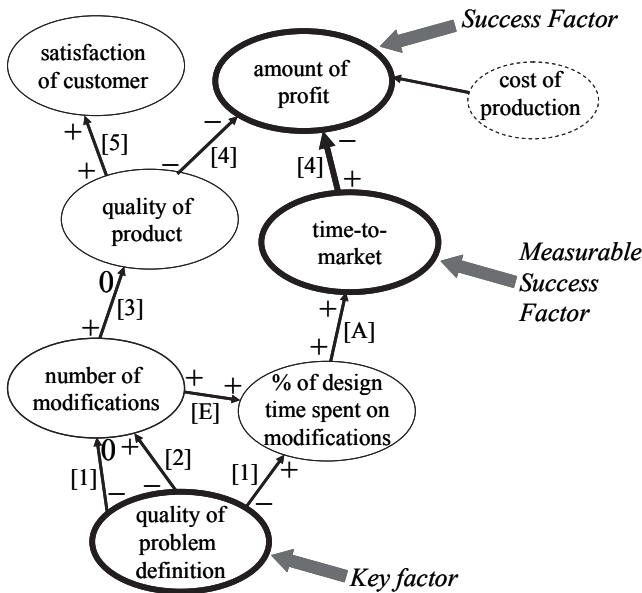 Success Factor
satisfaction
of customer
amount of
profit
cost of
production
+
[5]
+
−
[4]
−
−
[4]
+
quality of
product
time-to-
market
Measurable
Success
Factor
0
[3]
+
+
[A]
+
number of
modifications
+
[E]
+
% of design
time spent on
modifications
0
+
[1]
[2]
[1]
+
−
−
−
quality of
problem
definition
Key factor